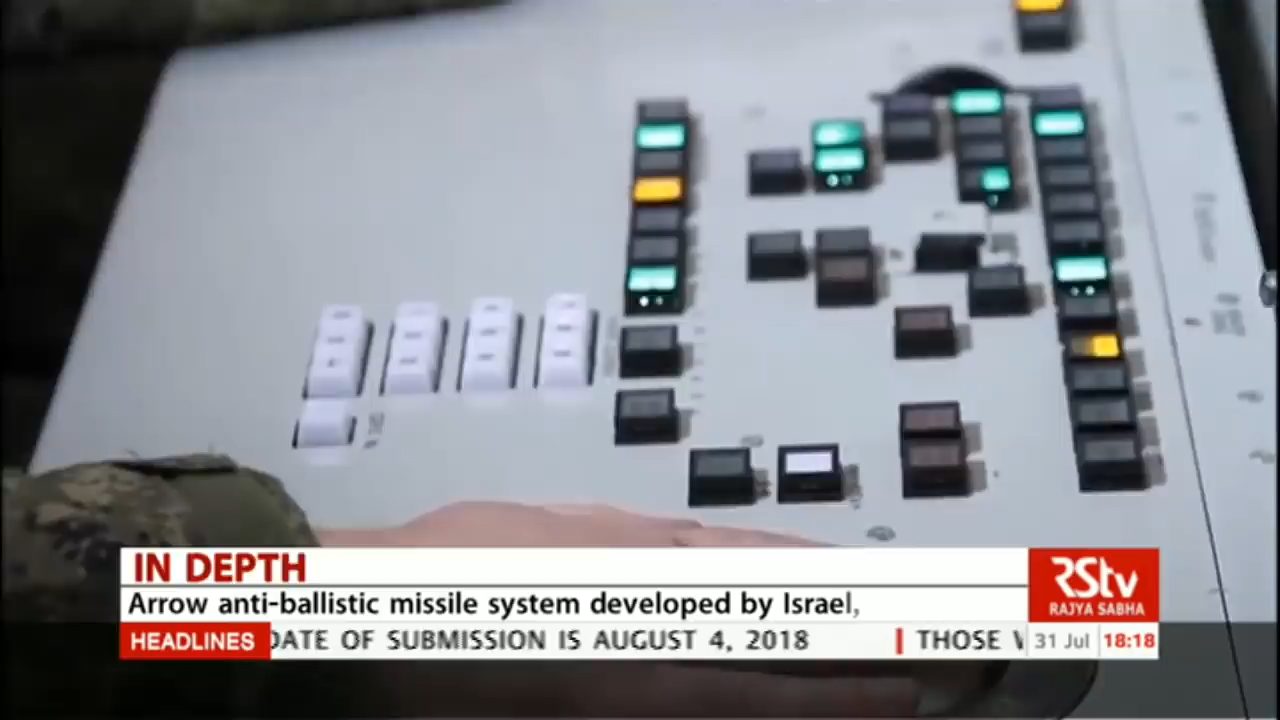 IN DEPTH
Arrow anti-ballistic missile system developed by Israel,
RStv
RAJYA SABHA
HEADLINES
DATE OF SUBMISSION IS AUGUST 4, 2018
THOSE
31 Jul
18:18